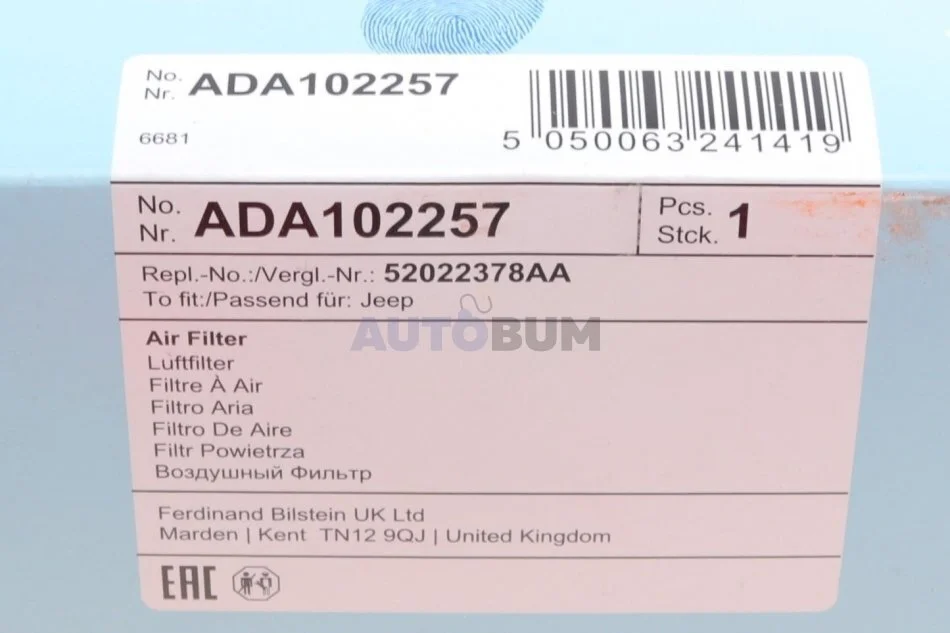 No.
Nr. ADA102257
6681
5 050063 241419
No.
Nr. ADA102257
Pcs.
Stck. 1
Repl.-No.:/Vergl.-Nr.: 52022378AA
To fit:/Passend für: Jeep
AUTOBUM
Air Filter
Luftfilter
Filtre À Air
Filtro Aria
Filtro De Aire
Filtr Powietrza
Воздушный Фильтр
Ferdinand Bilstein UK Ltd
Marden | Kent TN12 9QJ | United Kingdom
EAC